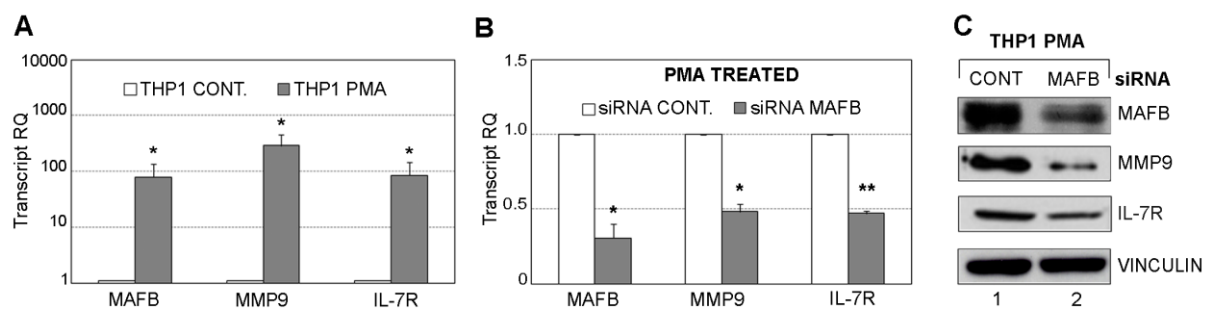 A
Transcript RQ
10000
1000
100
10
1
THP1 CONT.
THP1 PMA
*
*
*
MAFB
MMP9
IL-7R
B
Transcript RQ
1.5
1.0
0.5
0
PMA TREATED
siRNA CONT.
siRNA MAFB
*
*
**
MAFB
MMP9
IL-7R
C
THP1 PMA
CONT
MAFB
siRNA
MAFB
MMP9
IL-7R
VINCULIN
1
2